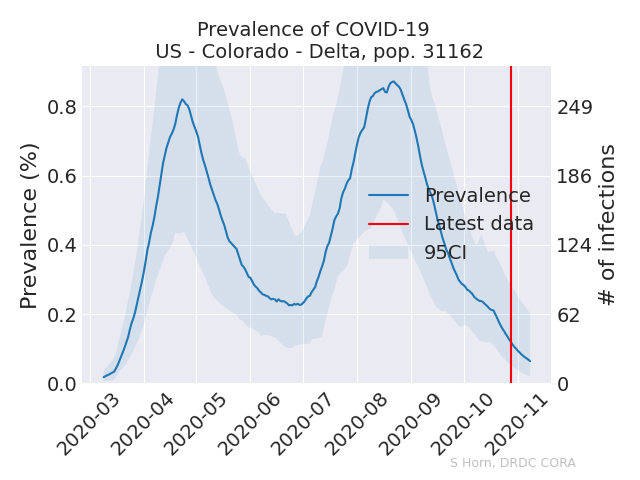 Prevalence of COVID-19
US - Colorado - Delta, pop. 31162
Prevalence (%)
0.8
0.6
0.4
0.2
0.0
249
186
124
62
0
# of infections
Prevalence
Latest data
95CI
2020-03
2020-04
2020-05
2020-06
2020-07
2020-08
2020-09
2020-10
2020-11
S Horn, DRDC CORA